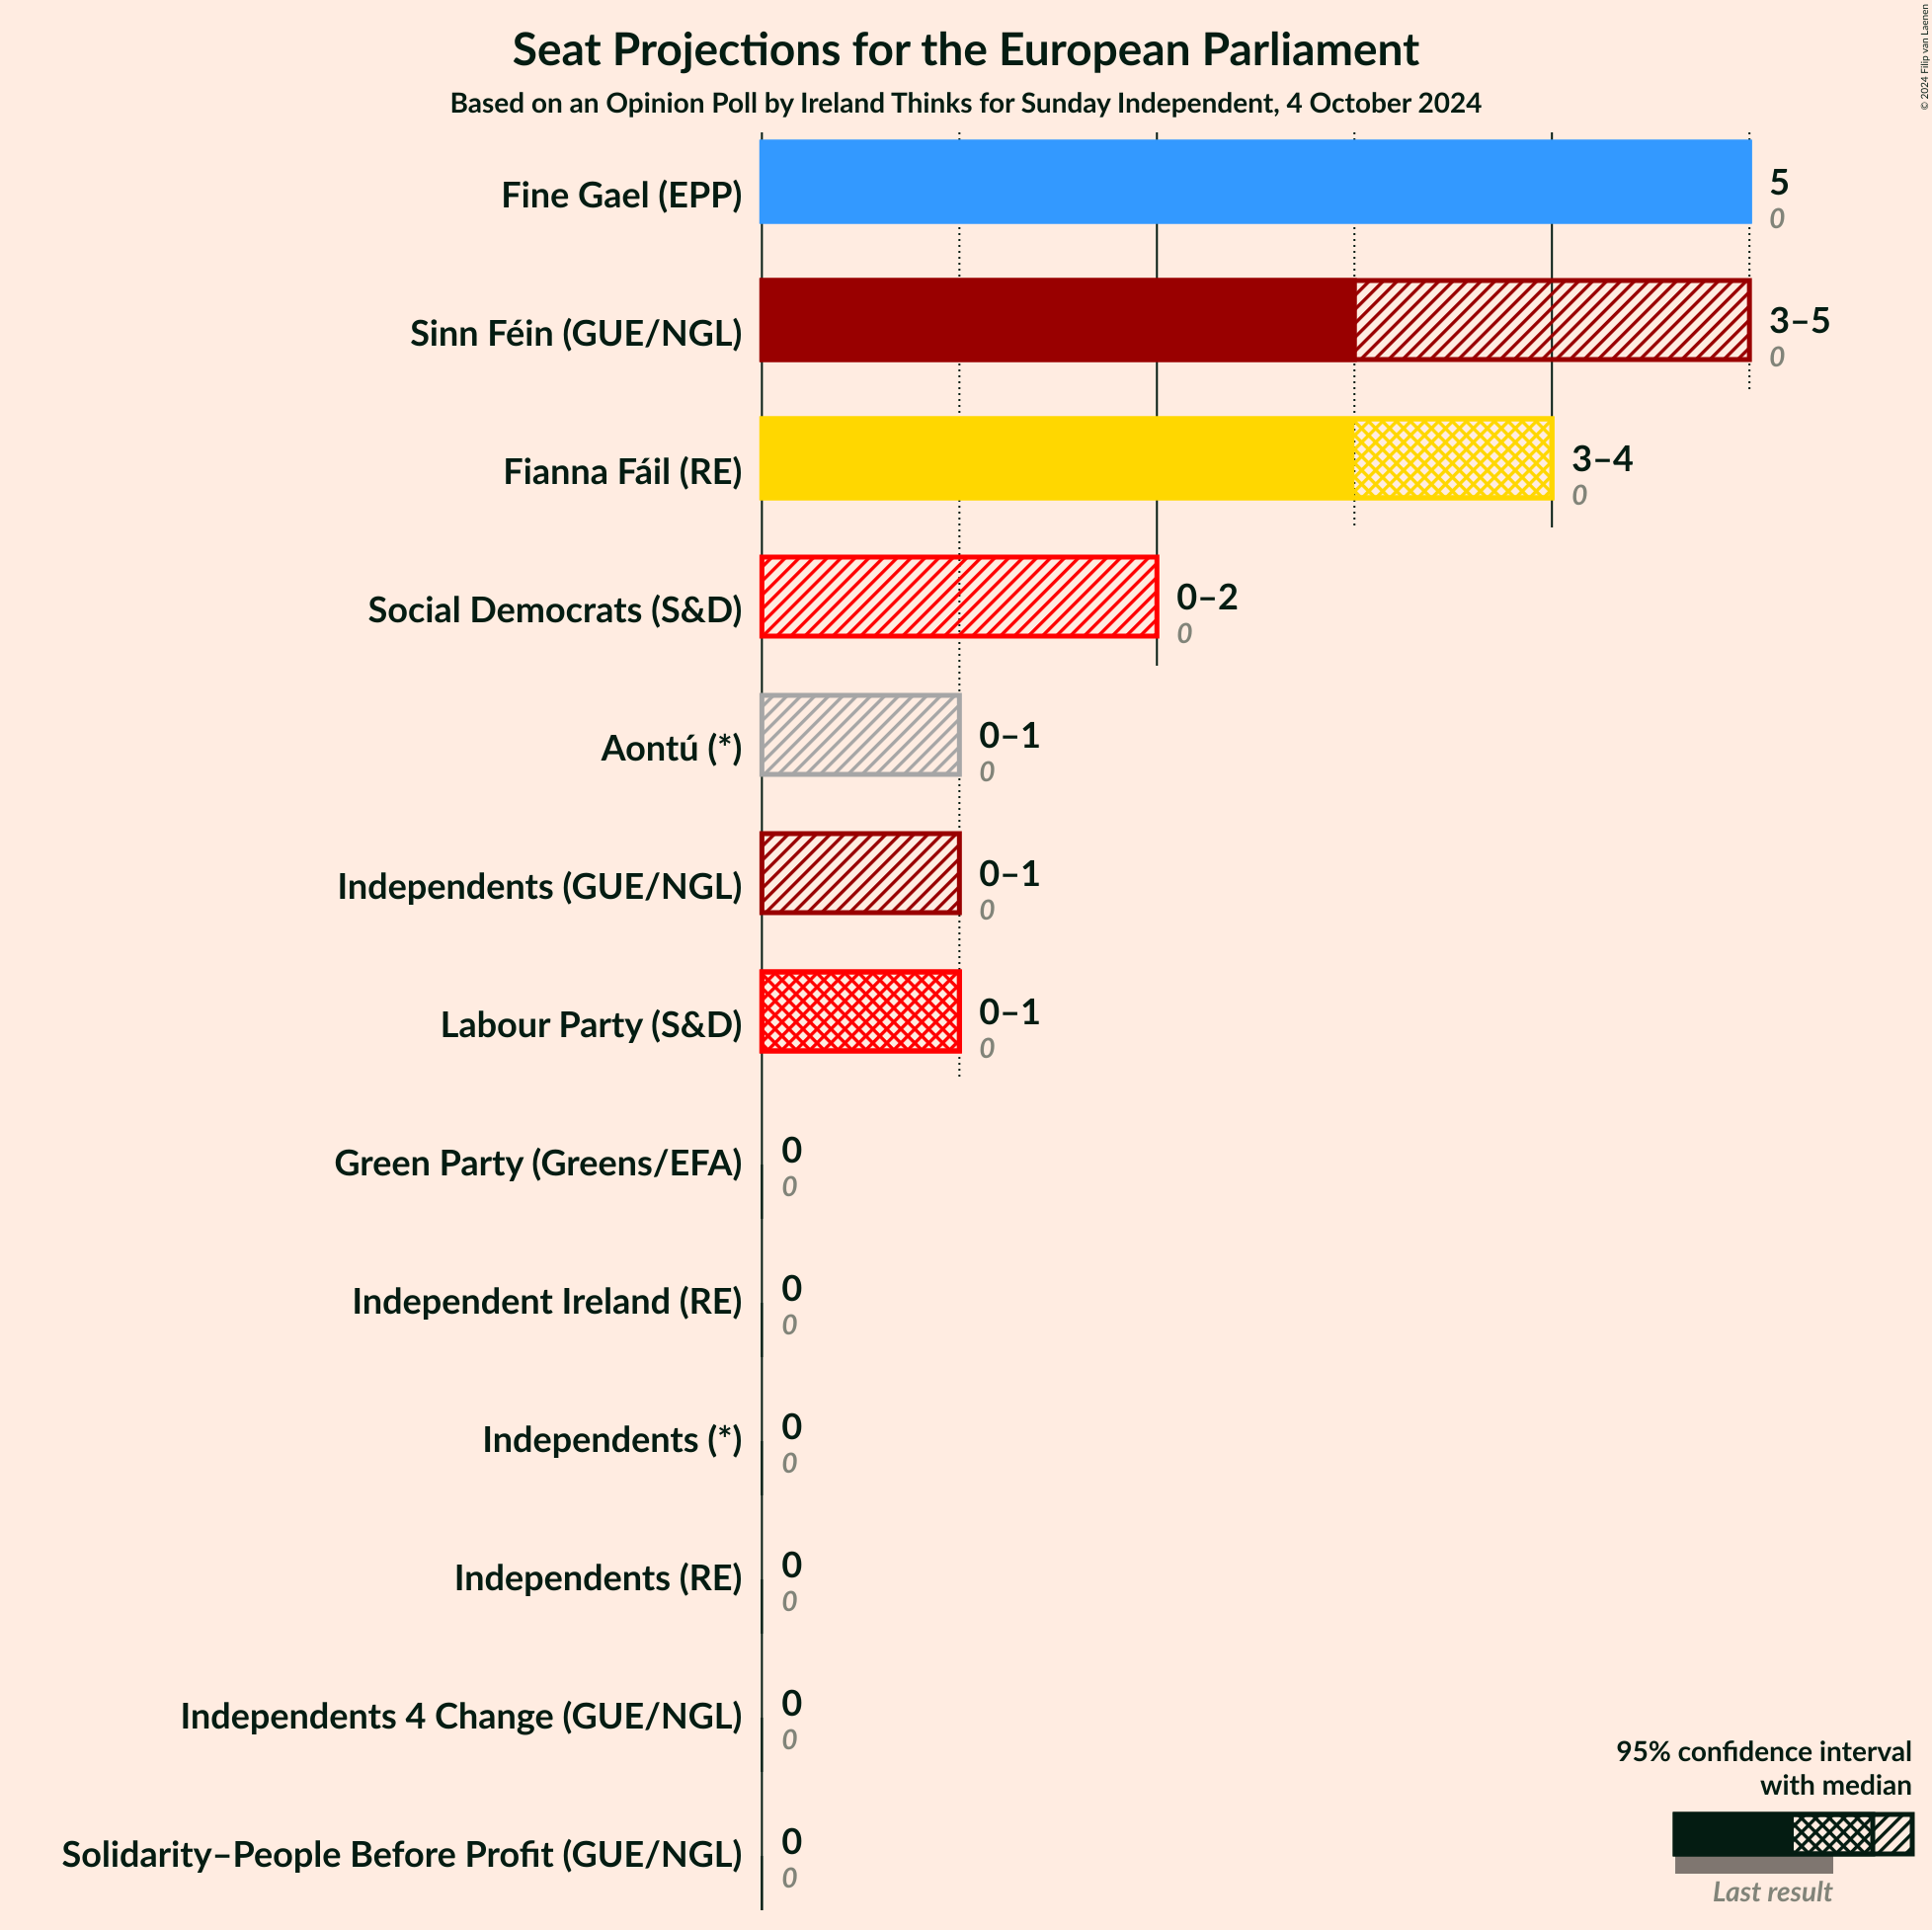 Seat Projections for the European Parliament
Based on an Opinion Poll by Ireland Thinks for Sunday Independent, 4 October 2024
© 2024 Filip van Laenen
Fine Gael (EPP)
5
0
Sinn Féin (GUE/NGL)
3–5
0
Fianna Fáil (RE)
3–4
0
Social Democrats (S&D)
0–2
0
Aontú (*)
0–1
0
Independents (GUE/NGL)
0–1
0
Labour Party (S&D)
0–1
0
Green Party (Greens/EFA)
0
0
Independent Ireland (RE)
0
0
Independents (*)
0
0
Independents (RE)
0
0
Independents 4 Change (GUE/NGL)
0
0
Solidarity–People Before Profit (GUE/NGL)
0
0
95% confidence interval
with median
Last result